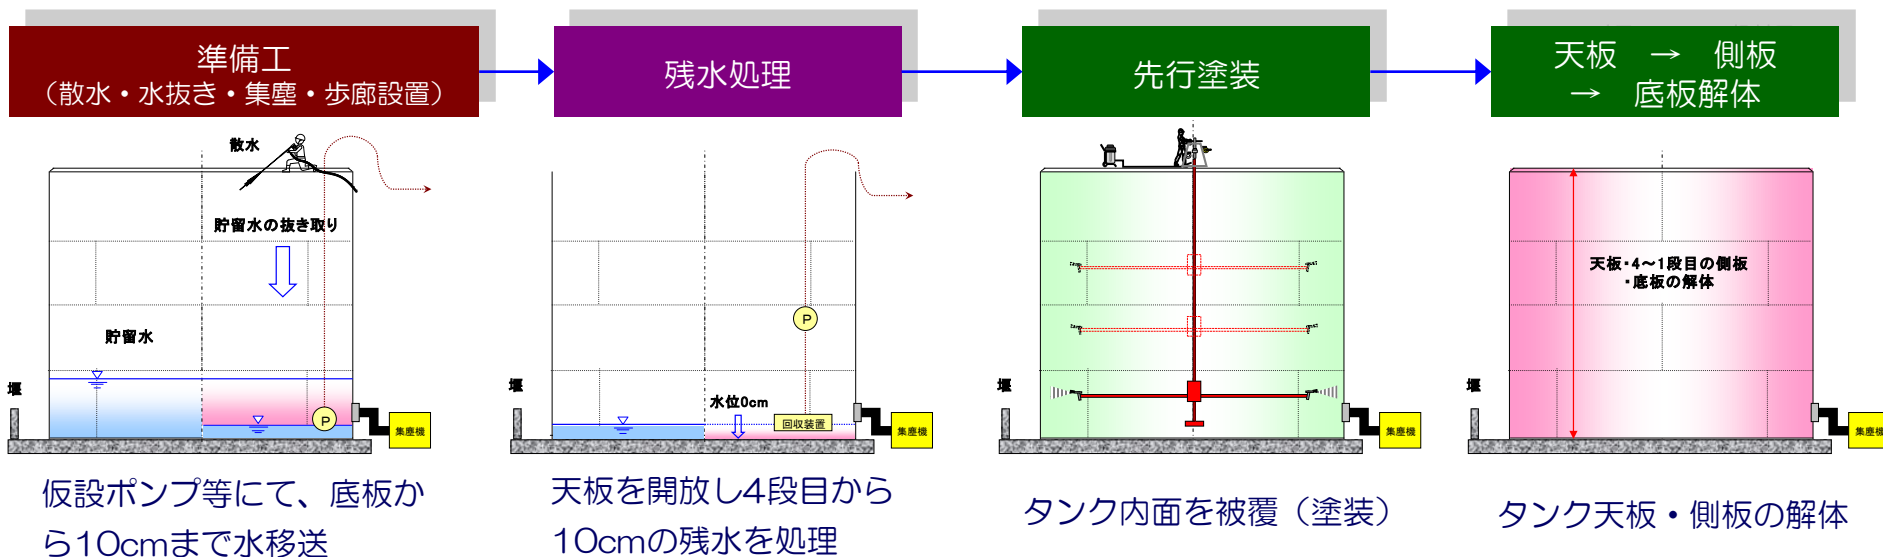 準備工
（散水・水抜き・集塵・歩廊設置）
残水処理
先行塗装
天板　→　側板
→　底板解体
散水
貯留水の抜き取り
貯留水
堰
P
集塵機
仮設ポンプ等にて、底板か
ら10cmまで水移送
P
水位0cm
堰
回収装置
集塵機
天板を開放し4段目から
10cmの残水を処理
堰
集塵機
タンク内面を被覆（塗装）
天板・4～1段目の側板
・底板の解体
堰
集塵機
タンク天板・側板の解体